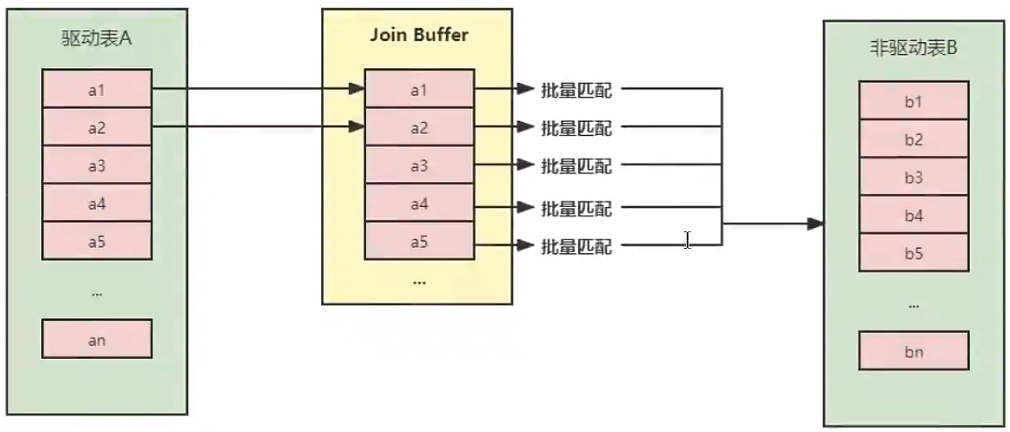 驱动表A
a1
a2
a3
a4
a5
...
an
Join Buffer
a1
a2
a3
a4
a5
...
批量匹配
批量匹配
批量匹配
批量匹配
批量匹配
非驱动表B
b1
b2
b3
b4
b5
...
bn